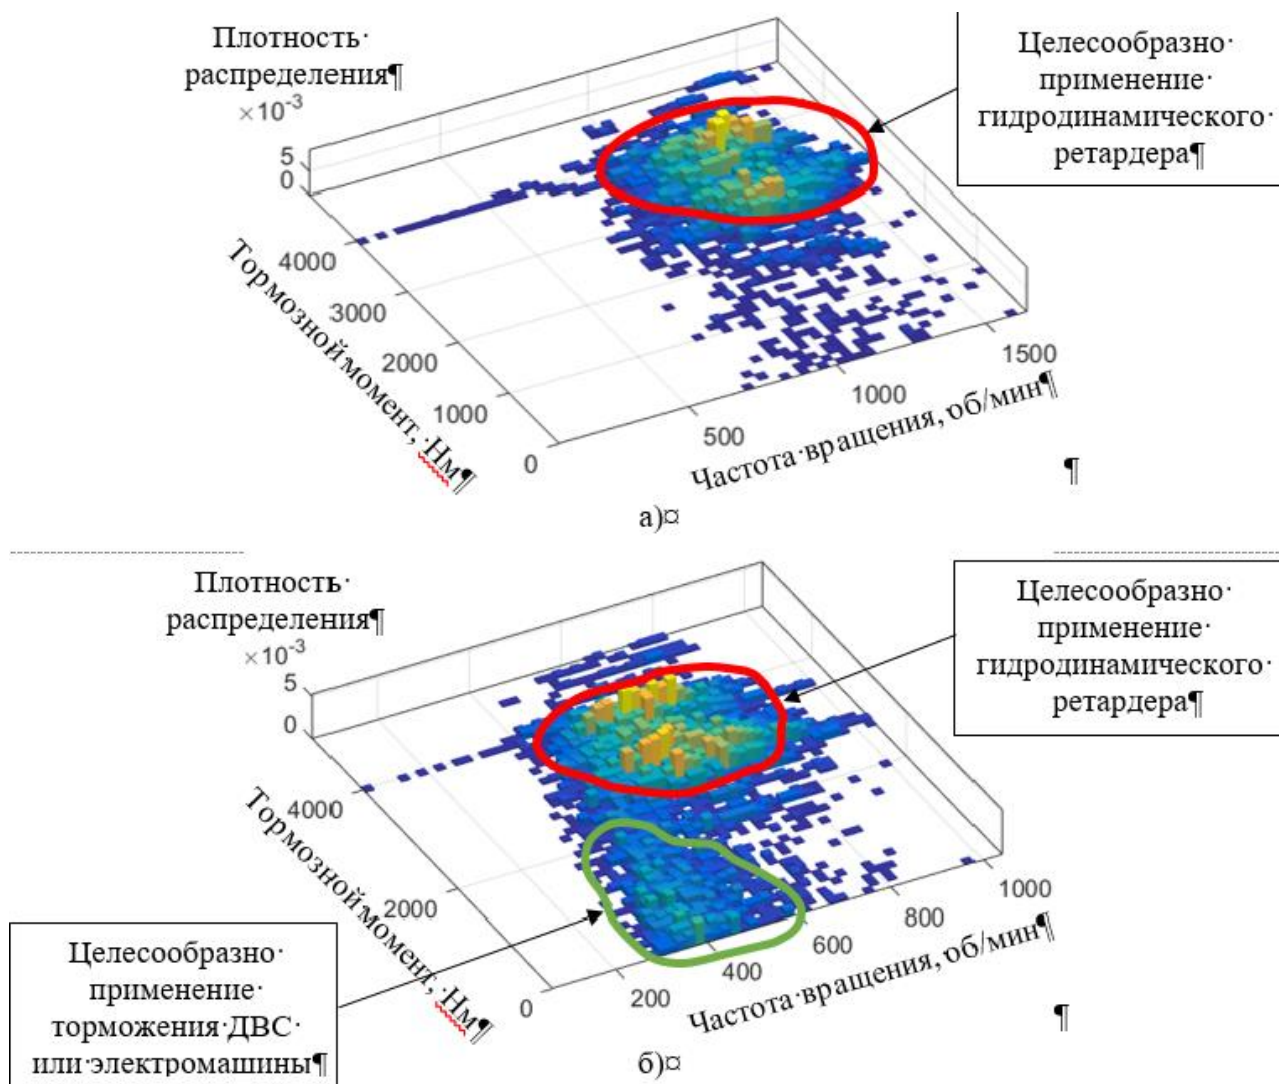 Плотность·
распределения¶
×10⁻³
5
0
Целесообразно·
применение·
гидродинамического·
ретардера¶
4000
3000
2000
1000
0
Тормозной момент,·Нм¶
500
1000
1500
Частота·вращения,·об/мин¶
¶
а)¤
Плотность·
распределения¶
×10⁻³
5
0
Целесообразно·
применение·
гидродинамического·
ретардера¶
4000
2000
0
Тормозной момент,·Нм¶
200
400
600
800
1000
Частота·вращения,·об/мин¶
¶
Целесообразно·
применение·
торможения·ДВС·
или·электромашины¶
б)¤